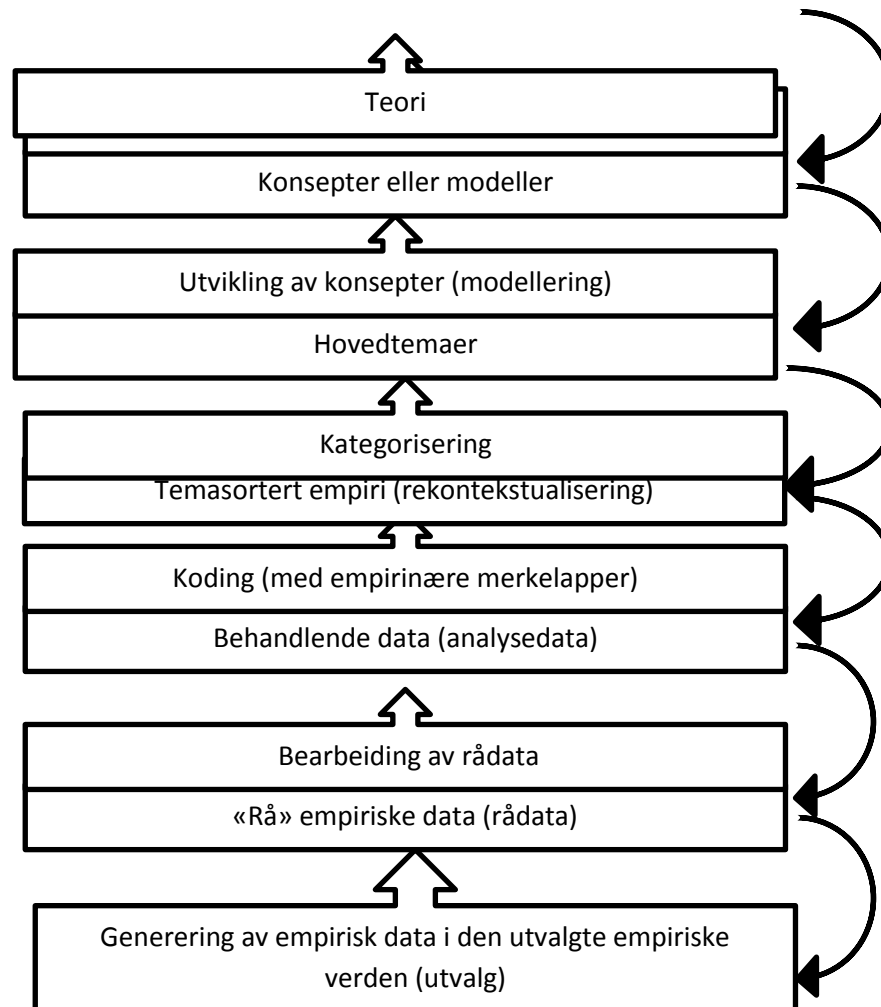 Teori
Konsepter eller modeller
Utvikling av konsepter (modellering)
Hovedtemaer
Kategorisering
Temasortert empiri (rekontekstualisering)
Koding (med empirinære merkelapper)
Behandlende data (analysedata)
Bearbeiding av rådata
«Rå» empiriske data (rådata)
Generering av empirisk data i den utvalgte empiriske
verden (utvalg)